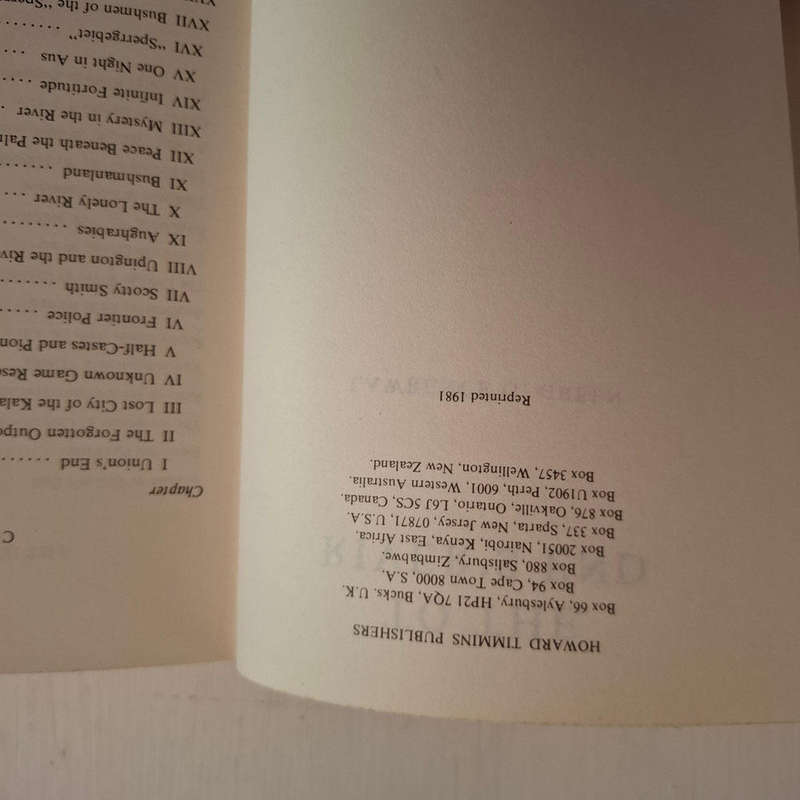 HOWARD TIMMINS PUBLISHERS
Box 66, Aylesbury, HP21 7QA, Bucks. U.K.
Box 94, Cape Town 8000, S.A.
Box 880, Salisbury, Zimbabwe.
Box 20051, Nairobi, Kenya, East Africa.
Box 337, Sparta, New Jersey, 07871, U.S.A.
Box 876, Oakville, Ontario, L6J 5CS, Canada.
Box U1902, Perth, 6001, Western Australia.
Box 3457, Wellington, New Zealand.
Reprinted 1981
C
Chapter
I Union's End . . . . . .
II The Forgotten Outpo
III Lost City of the Kala
IV Unknown Game Rese
V Half-Castes and Pion
VI Frontier Police . . . . .
VII Scotty Smith . . . . . . .
VIII Upington and the Riv
IX Aughrabies . . . . . . . .
X The Lonely River . . .
XI Bushmanland . . . . . . .
XII Peace Beneath the Palm
XIII Mystery in the River .
XIV Infinite Fortitude . . . .
XV One Night in Aus . . .
XVI "Sperrgebiet" . . . . . . .
XVII Bushmen of the "Sperrg